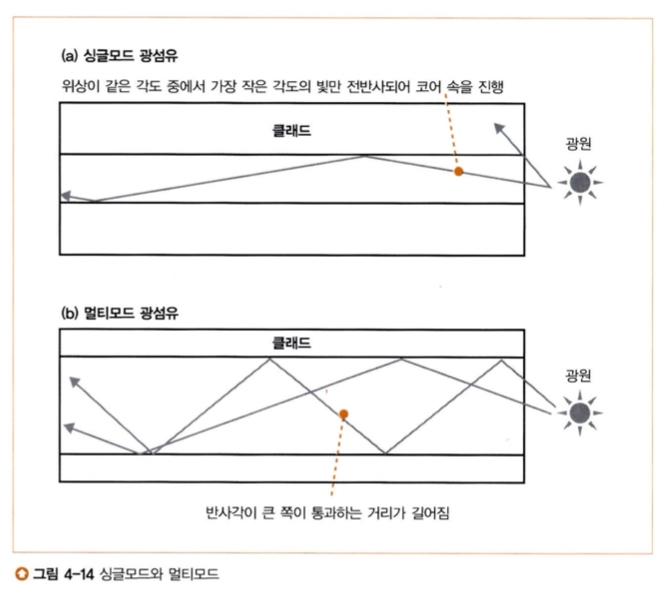 (a) 싱글모드 광섬유
위상이 같은 각도 중에서 가장 작은 각도의 빛만 전반사되어 코어 속을 진행
클래드
광원
(b) 멀티모드 광섬유
클래드
광원
반사각이 큰 쪽이 통과하는 거리가 길어짐
그림 4-14 싱글모드와 멀티모드